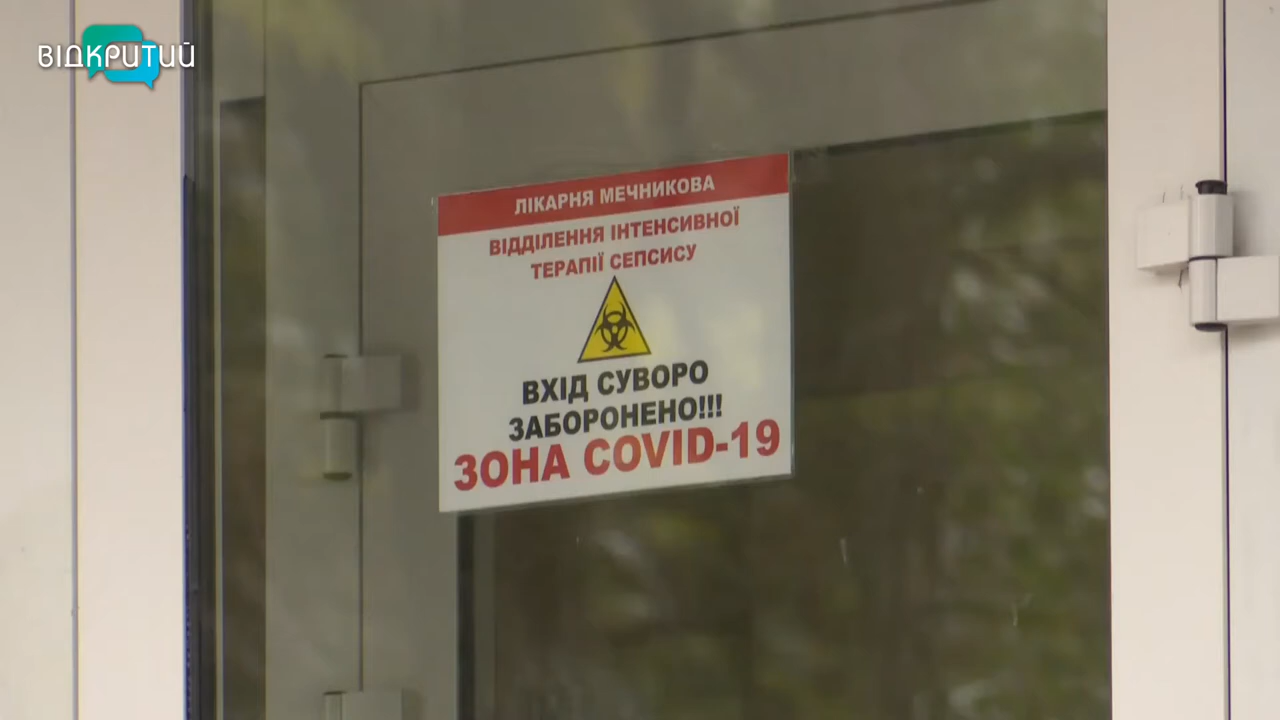 ВІДКРИТИЙ
ЛІКАРНЯ МЕЧНИКОВА
ВІДДІЛЕННЯ ІНТЕНСИВНОЇ
ТЕРАПІЇ СЕПСИСУ
ВХІД СУВОРО
ЗАБОРОНЕНО!!!
ЗОНА COVID-19